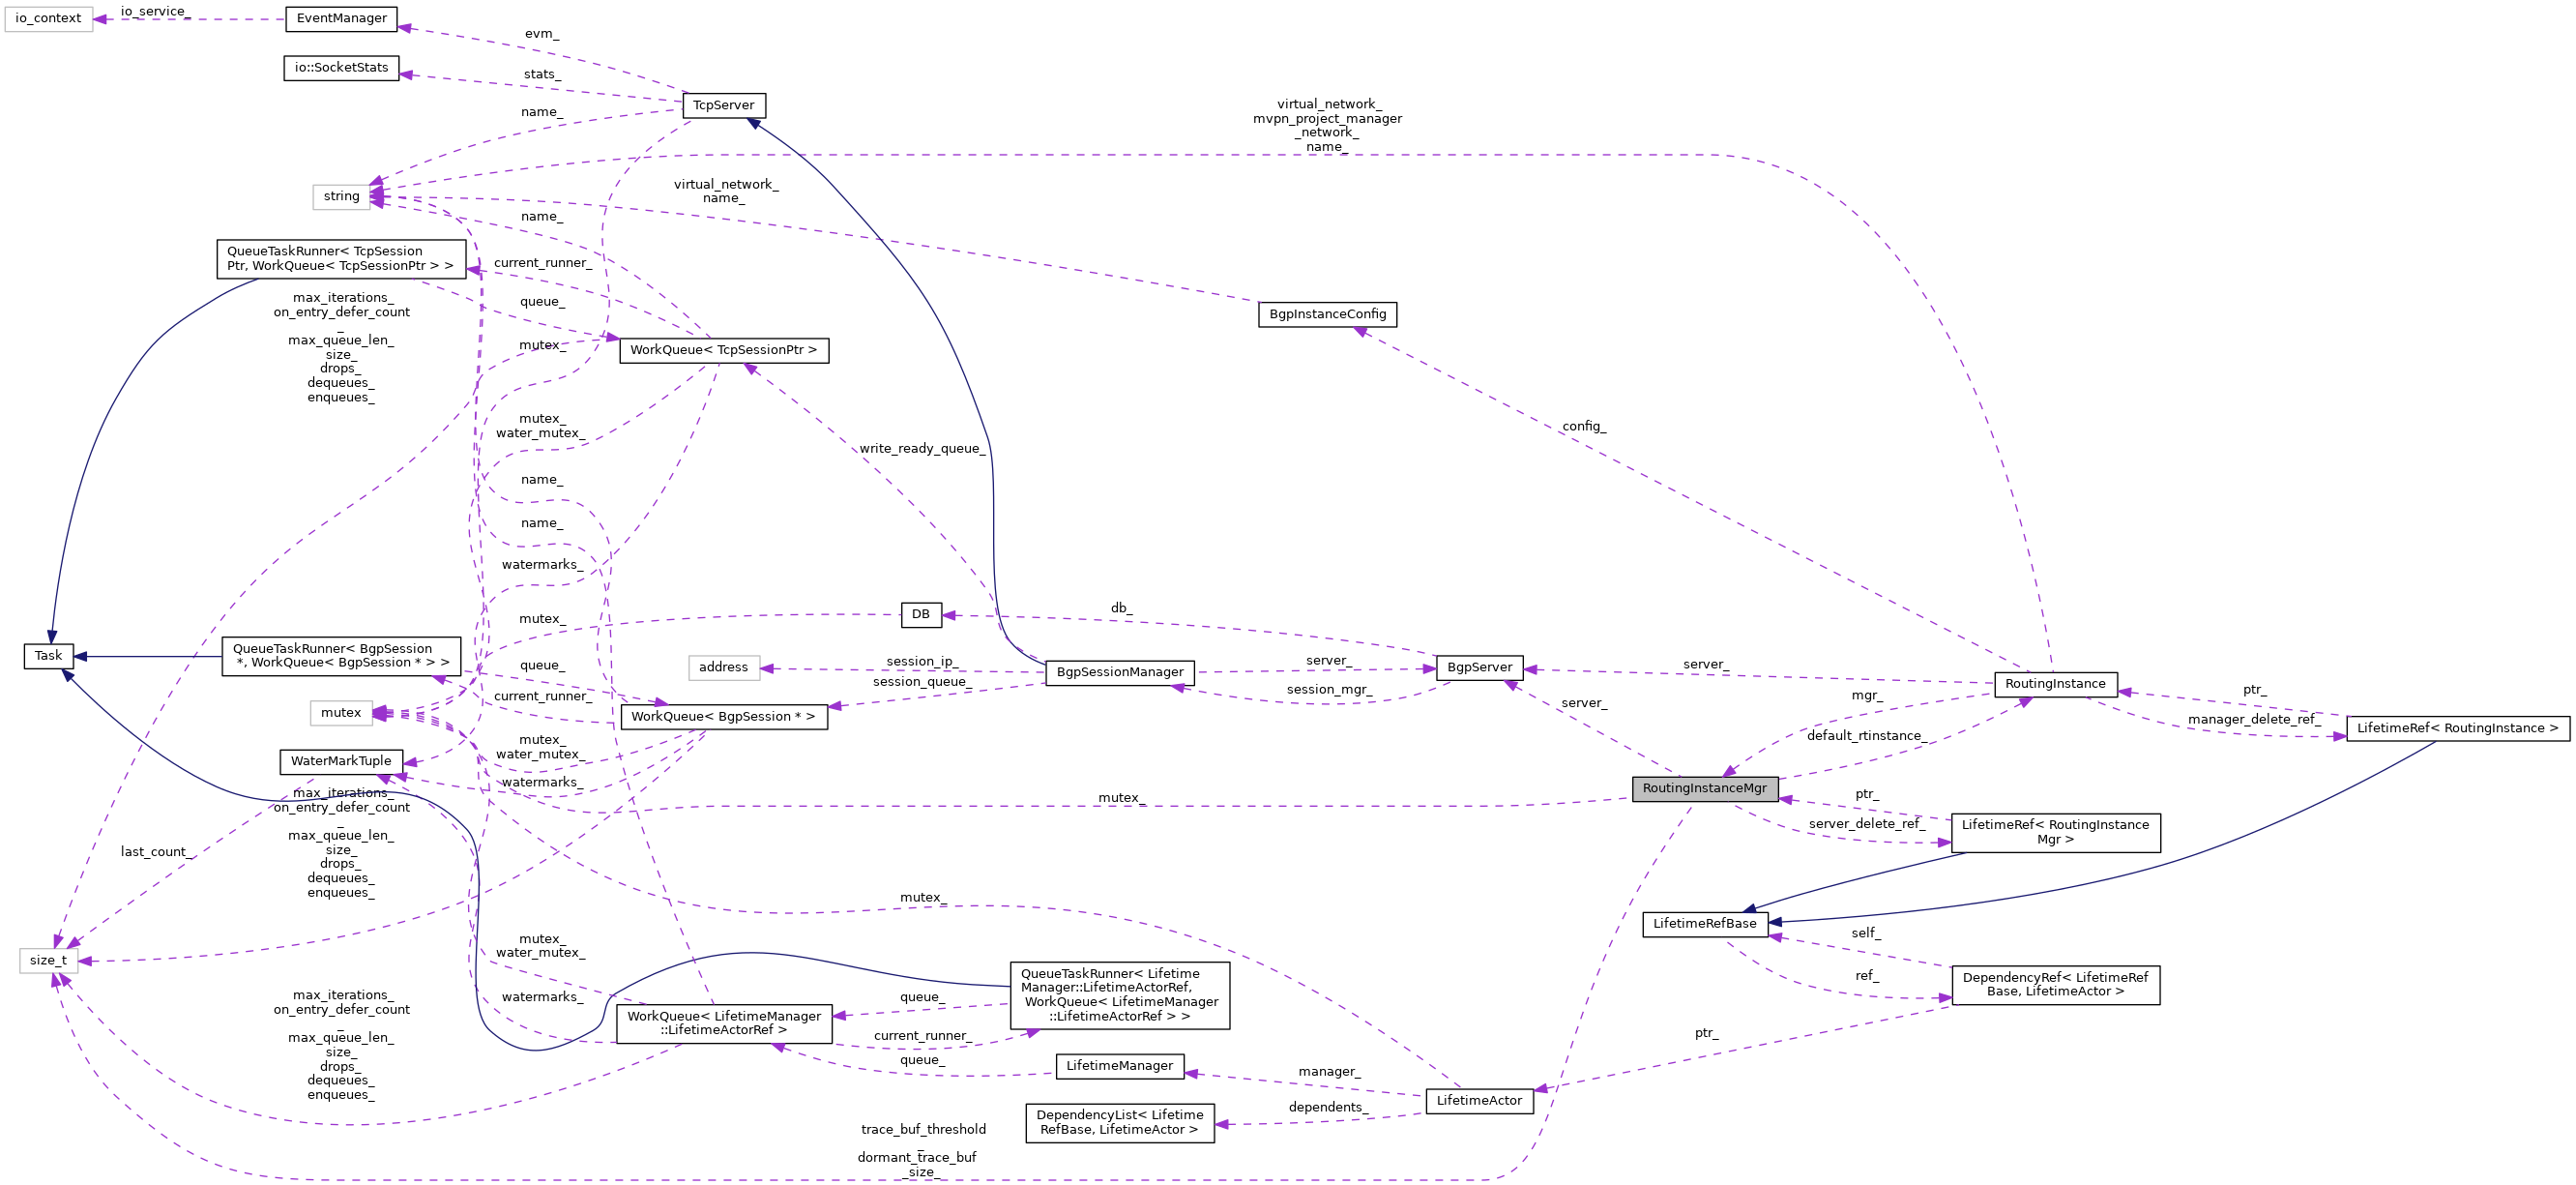 io_context
io_service_
EventManager
evm_
io::SocketStats
stats_
TcpServer
name_
virtual_network_
mvpn_project_manager
_network_
name_
string
virtual_network_
name_
name_
QueueTaskRunner< TcpSession
Ptr, WorkQueue< TcpSessionPtr > >
current_runner_
queue_
max_iterations_
on_entry_defer_count
_
max_queue_len_
size_
drops_
dequeues_
enqueues_
BgpInstanceConfig
mutex_
WorkQueue< TcpSessionPtr >
mutex_
water_mutex_
config_
write_ready_queue_
name_
name_
watermarks_
DB
db_
mutex_
Task
QueueTaskRunner< BgpSession
*, WorkQueue< BgpSession * > >
queue_
current_runner_
address
session_ip_
session_queue_
BgpSessionManager
server_
session_mgr_
BgpServer
server_
server_
RoutingInstance
mgr_
default_rtinstance_
ptr_
manager_delete_ref_
LifetimeRef< RoutingInstance >
mutex
WorkQueue< BgpSession * >
mutex_
water_mutex_
watermarks_
WaterMarkTuple
RoutingInstanceMgr
mutex_
ptr_
server_delete_ref_
LifetimeRef< RoutingInstance
Mgr >
max_iterations_
on_entry_defer_count
_
max_queue_len_
size_
drops_
dequeues_
enqueues_
last_count_
mutex_
LifetimeRefBase
self_
ref_
DependencyRef< LifetimeRef
Base, LifetimeActor >
size_t
mutex_
water_mutex_
watermarks_
QueueTaskRunner< Lifetime
Manager::LifetimeActorRef,
WorkQueue< LifetimeManager
::LifetimeActorRef > >
queue_
current_runner_
WorkQueue< LifetimeManager
::LifetimeActorRef >
max_iterations_
on_entry_defer_count
_
max_queue_len_
size_
drops_
dequeues_
enqueues_
queue_
LifetimeManager
manager_
ptr_
LifetimeActor
dependents_
DependencyList< Lifetime
RefBase, LifetimeActor >
trace_buf_threshold
_
dormant_trace_buf
_size_